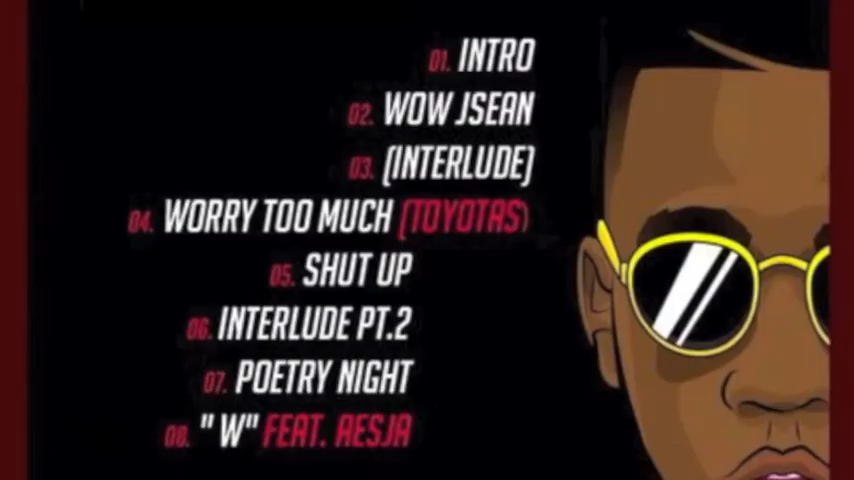 01. INTRO
02. WOW JSEAN
03. (INTERLUDE)
04. WORRY TOO MUCH (TOYOTAS)
05. SHUT UP
06. INTERLUDE PT.2
07. POETRY NIGHT
08. "W" FEAT. AESJA